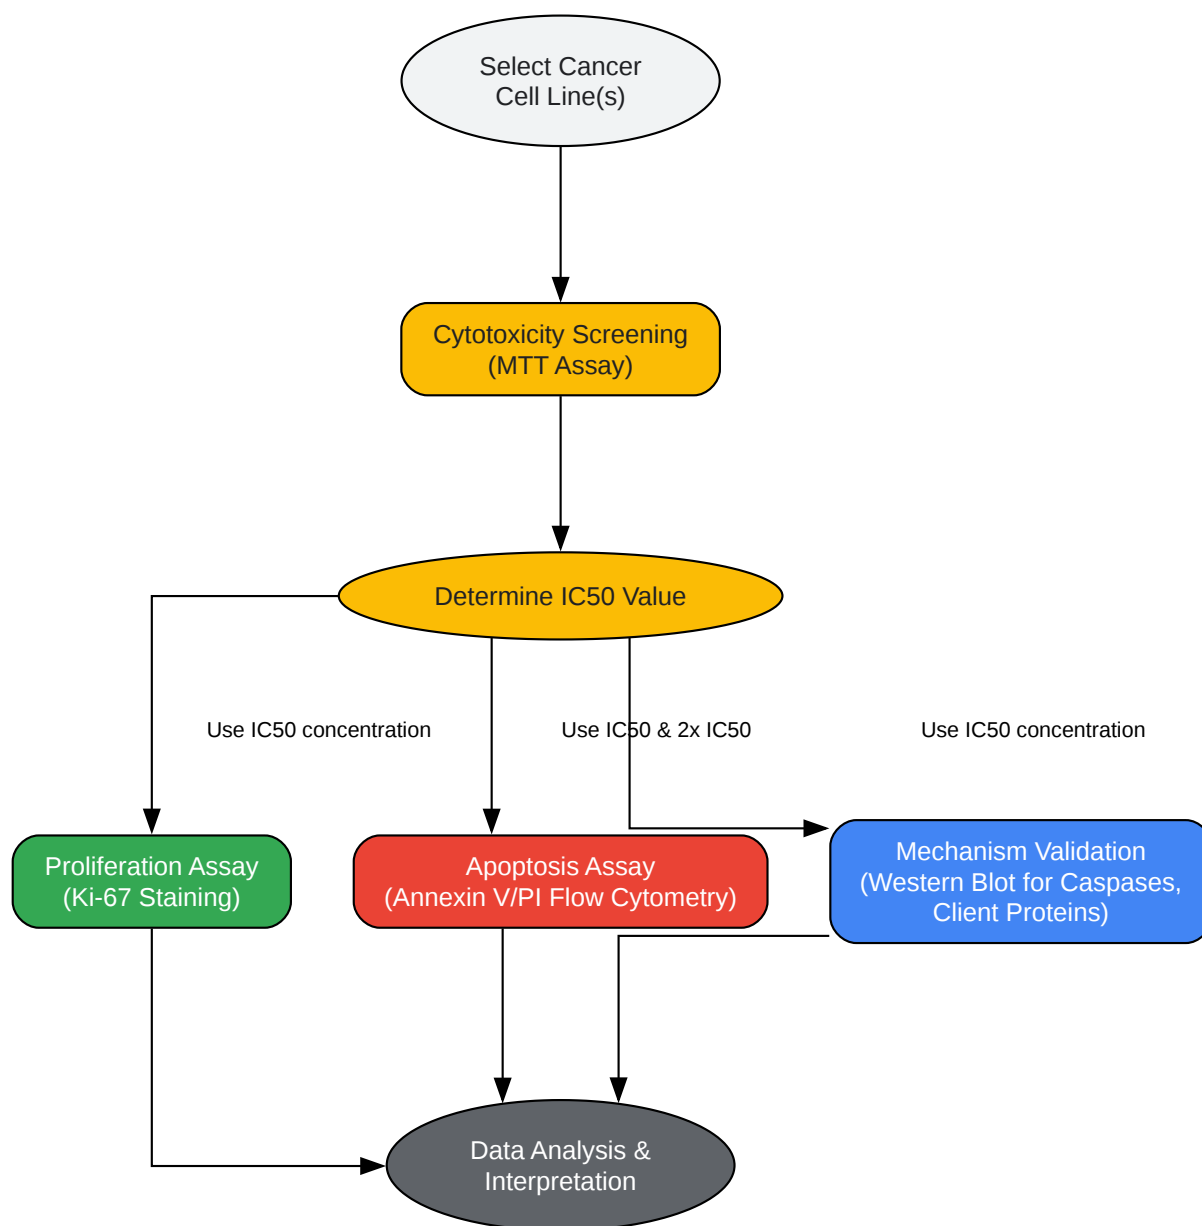 Select Cancer
Cell Line(s)
Cytotoxicity Screening
(MTT Assay)
Determine IC50 Value
Use IC50 concentration
Use IC50 & 2x IC50
Use IC50 concentration
Proliferation Assay
(Ki-67 Staining)
Apoptosis Assay
(Annexin V/PI Flow Cytometry)
Mechanism Validation
(Western Blot for Caspases,
Client Proteins)
Data Analysis &
Interpretation